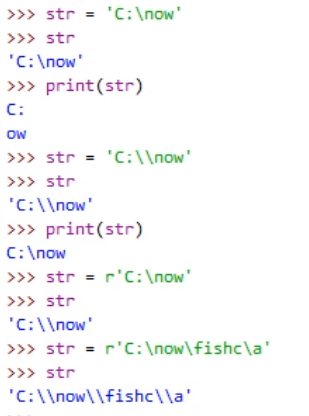 >>> str = 'C:\now'
>>> str
'C:\now'
>>> print(str)
C:
ow
>>> str = 'C:\\now'
>>> str
'C:\\now'
>>> print(str)
C:\now
>>> str = r'C:\now'
>>> str
'C:\\now'
>>> str = r'C:\now\fishc\a'
>>> str
'C:\\now\\fishc\\a'